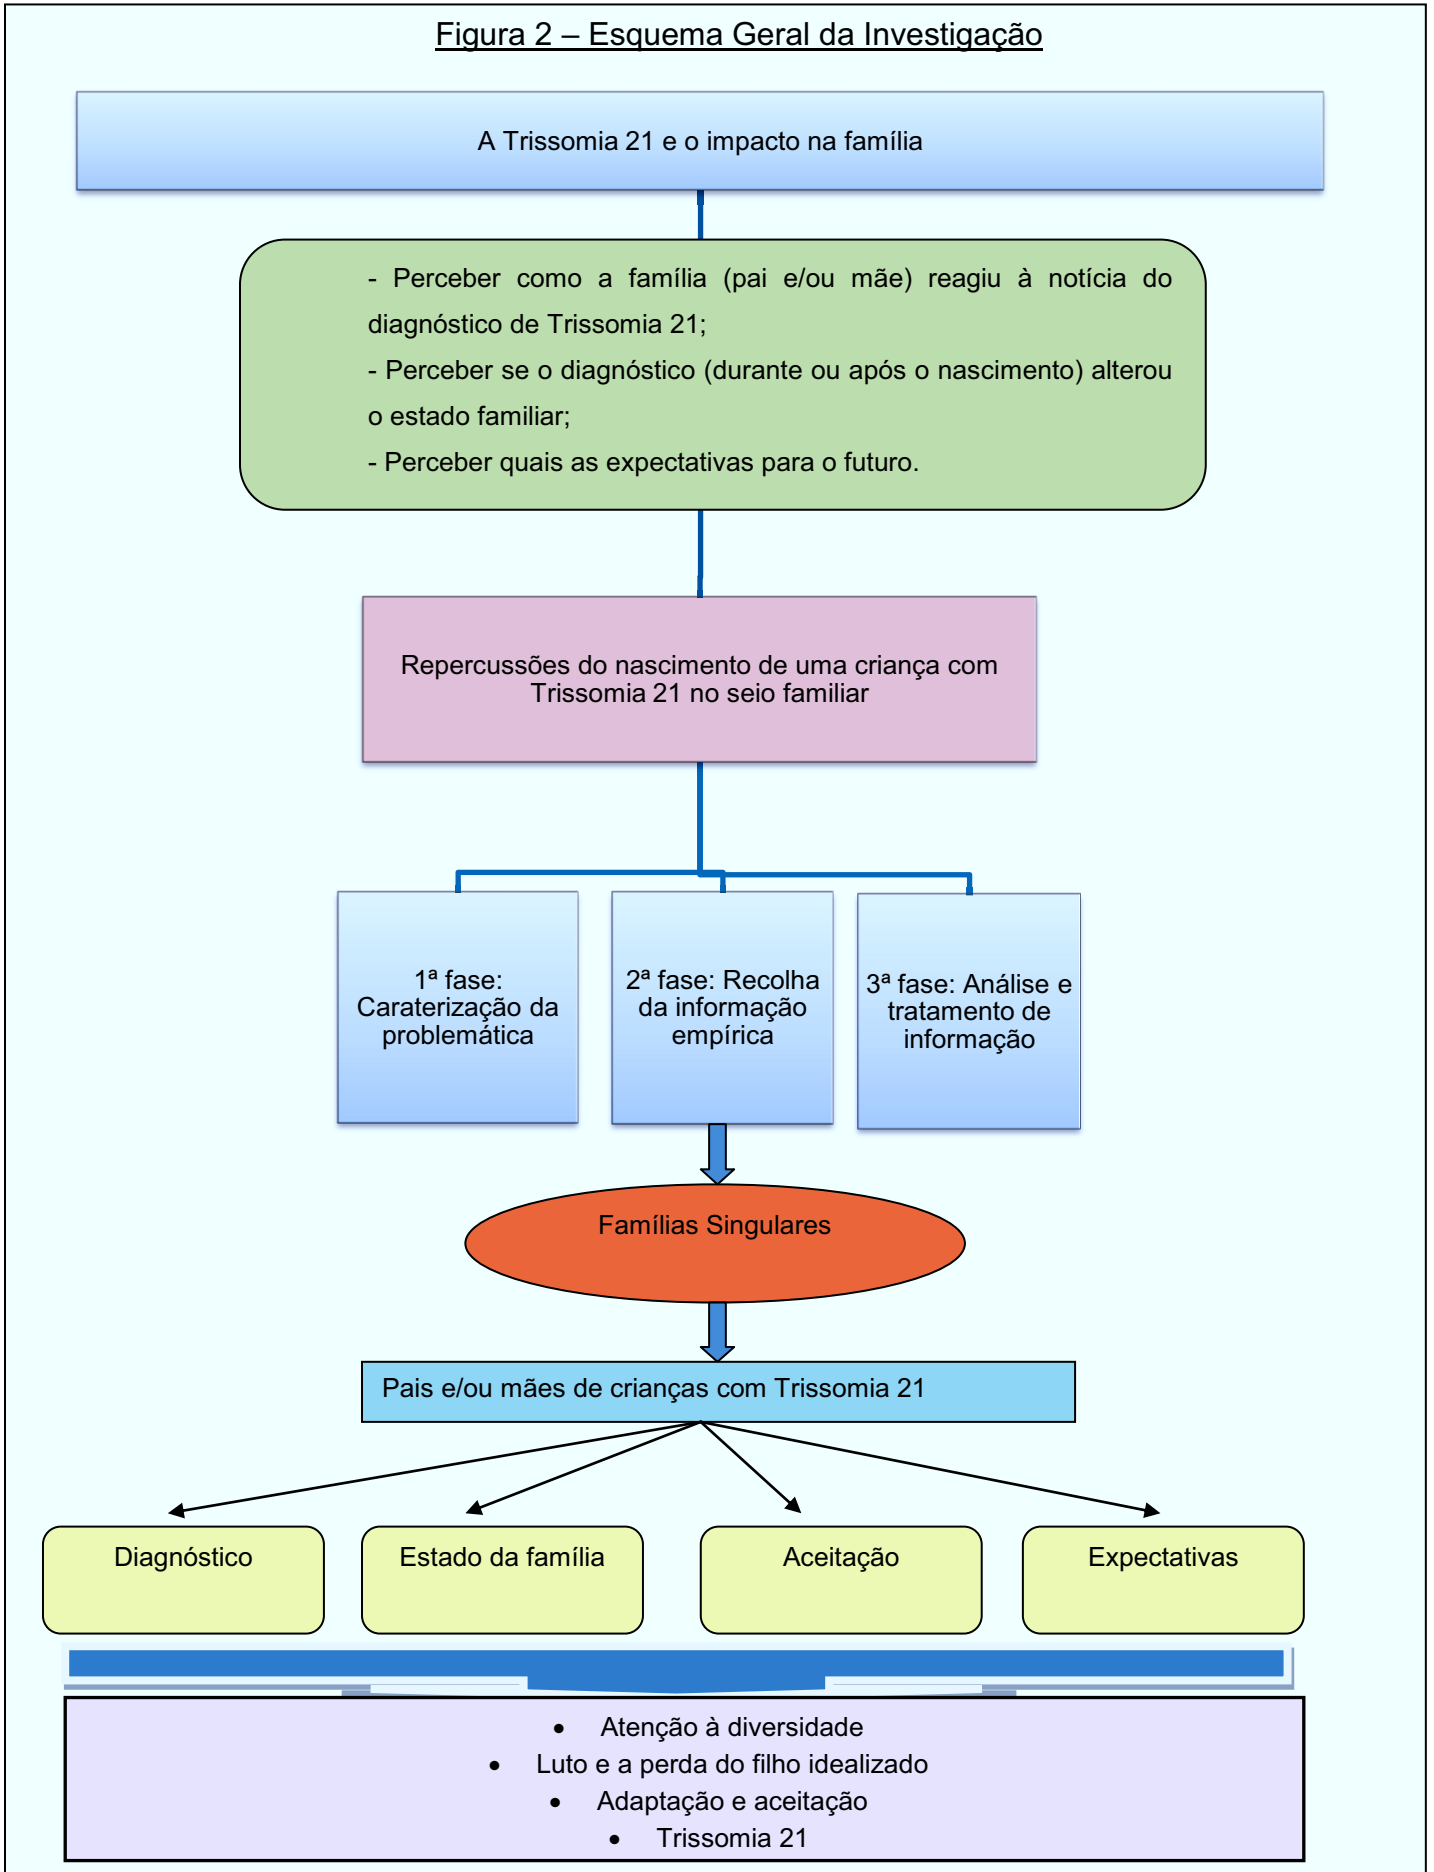 Figura 2 – Esquema Geral da Investigação
A Trissomia 21 e o impacto na família
- Perceber como a família (pai e/ou mãe) reagiu à notícia do
diagnóstico de Trissomia 21;
- Perceber se o diagnóstico (durante ou após o nascimento) alterou
o estado familiar;
- Perceber quais as expectativas para o futuro.
Repercussões do nascimento de uma criança com
Trissomia 21 no seio familiar
1ª fase:
Caraterização da
problemática
2ª fase: Recolha
da informação
empírica
3ª fase: Análise e
tratamento de
informação
Famílias Singulares
Pais e/ou mães de crianças com Trissomia 21
Diagnóstico
Estado da família
Aceitação
Expectativas
• Atenção à diversidade
• Luto e a perda do filho idealizado
• Adaptação e aceitação
• Trissomia 21